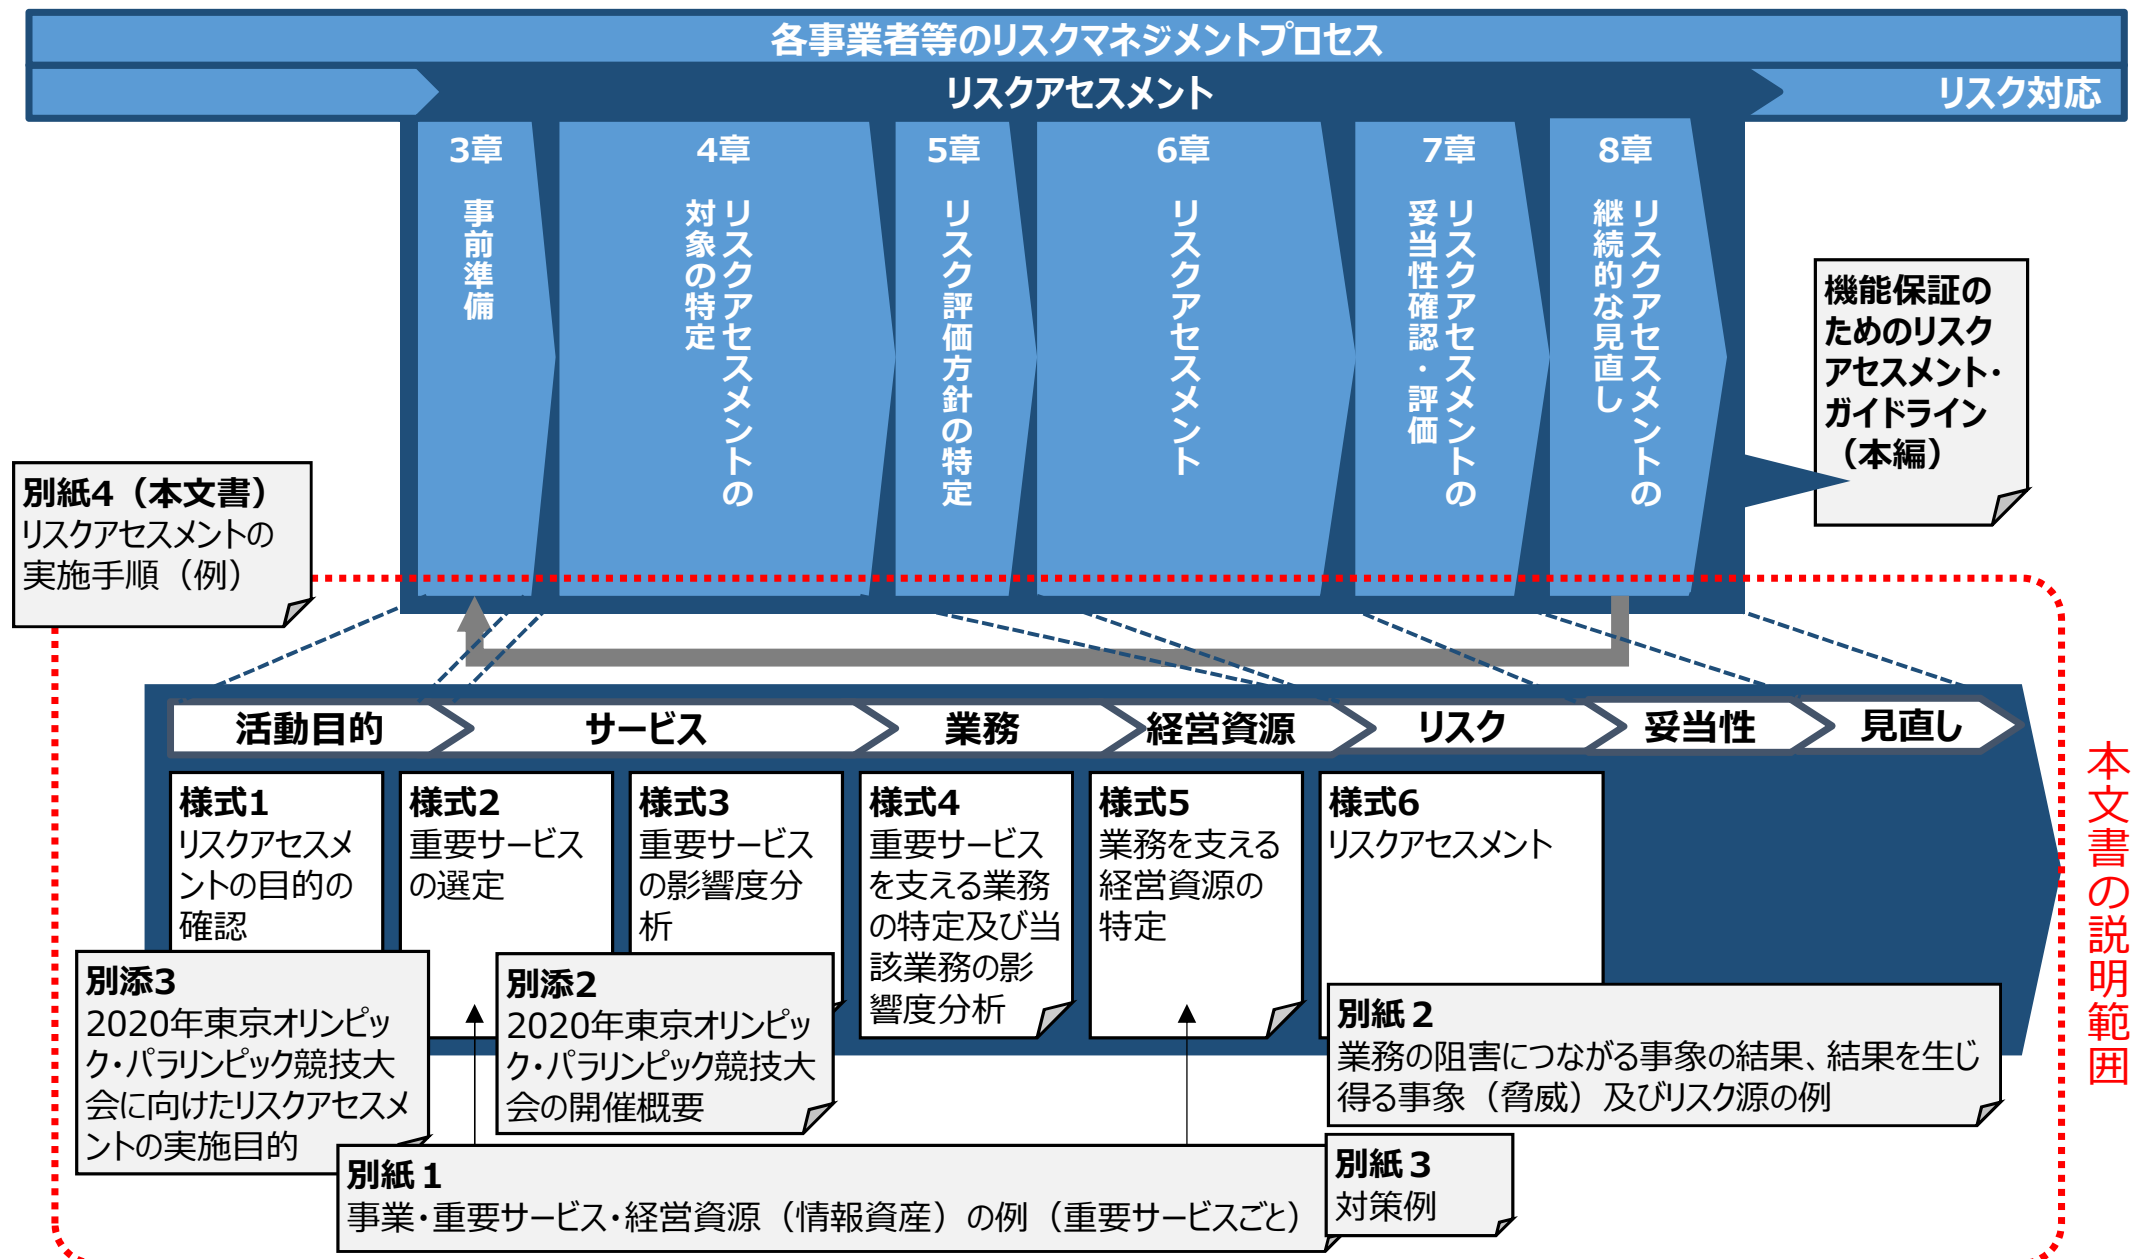 各事業者等のリスクマネジメントプロセス
リスクアセスメント
リスク対応
3章
事前準備
4章
リスクアセスメントの
対象の特定
5章
リスク評価方針の特定
6章
リスクアセスメント
7章
リスクアセスメントの
妥当性確認・評価
8章
リスクアセスメントの
継続的な見直し
機能保証の
ためのリスク
アセスメント・
ガイドライン
（本編）
別紙4（本文書）
リスクアセスメントの
実施手順（例）
活動目的
サービス
業務
経営資源
リスク
妥当性
見直し
様式1
リスクアセスメ
ントの目的の
確認
様式2
重要サービス
の選定
様式3
重要サービス
の影響度分
析
様式4
重要サービス
を支える業務
の特定及び当
該業務の影
響度分析
様式5
業務を支える
経営資源の
特定
様式6
リスクアセスメント
別添3
2020年東京オリンピッ
ク・パラリンピック競技大
会に向けたリスクアセスメ
ントの実施目的
別添2
2020年東京オリンピッ
ク・パラリンピック競技大
会の開催概要
別紙２
業務の阻害につながる事象の結果、結果を生じ
得る事象（脅威）及びリスク源の例
別紙１
事業・重要サービス・経営資源（情報資産）の例（重要サービスごと）
別紙３
対策例
本文書の説明範囲